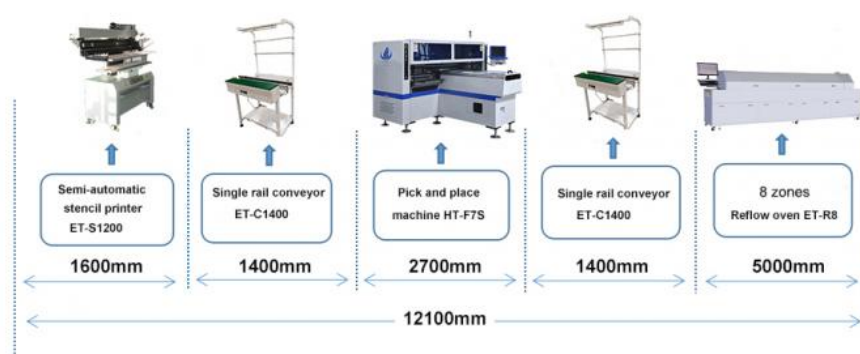 Semi-automatic
stencil printer
ET-S1200
Single rail conveyor
ET-C1400
Pick and place
machine HT-F7S
Single rail conveyor
ET-C1400
8 zones
Reflow oven ET-R8
1600mm
1400mm
2700mm
1400mm
5000mm
12100mm